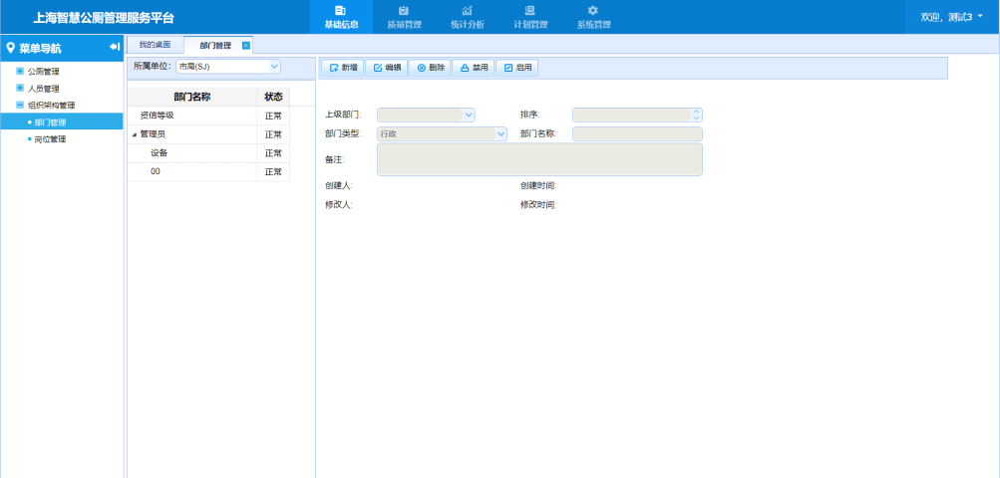 上海智慧公厕管理服务平台
基础信息 质量管理 统计分析 计划管理 系统管理
欢迎, 测试3
菜单导航
我的桌面 部门管理
公厕管理
人员管理
组织架构管理
部门管理
岗位管理
所属单位: 市局(SJ)
部门名称 状态
资信等级 正常
管理员 正常
设备 正常
00 正常
新增 编辑 删除 禁用 启用
上级部门: 排序:
部门类型: 行政 部门名称:
备注:
创建人: 创建时间:
修改人: 修改时间: